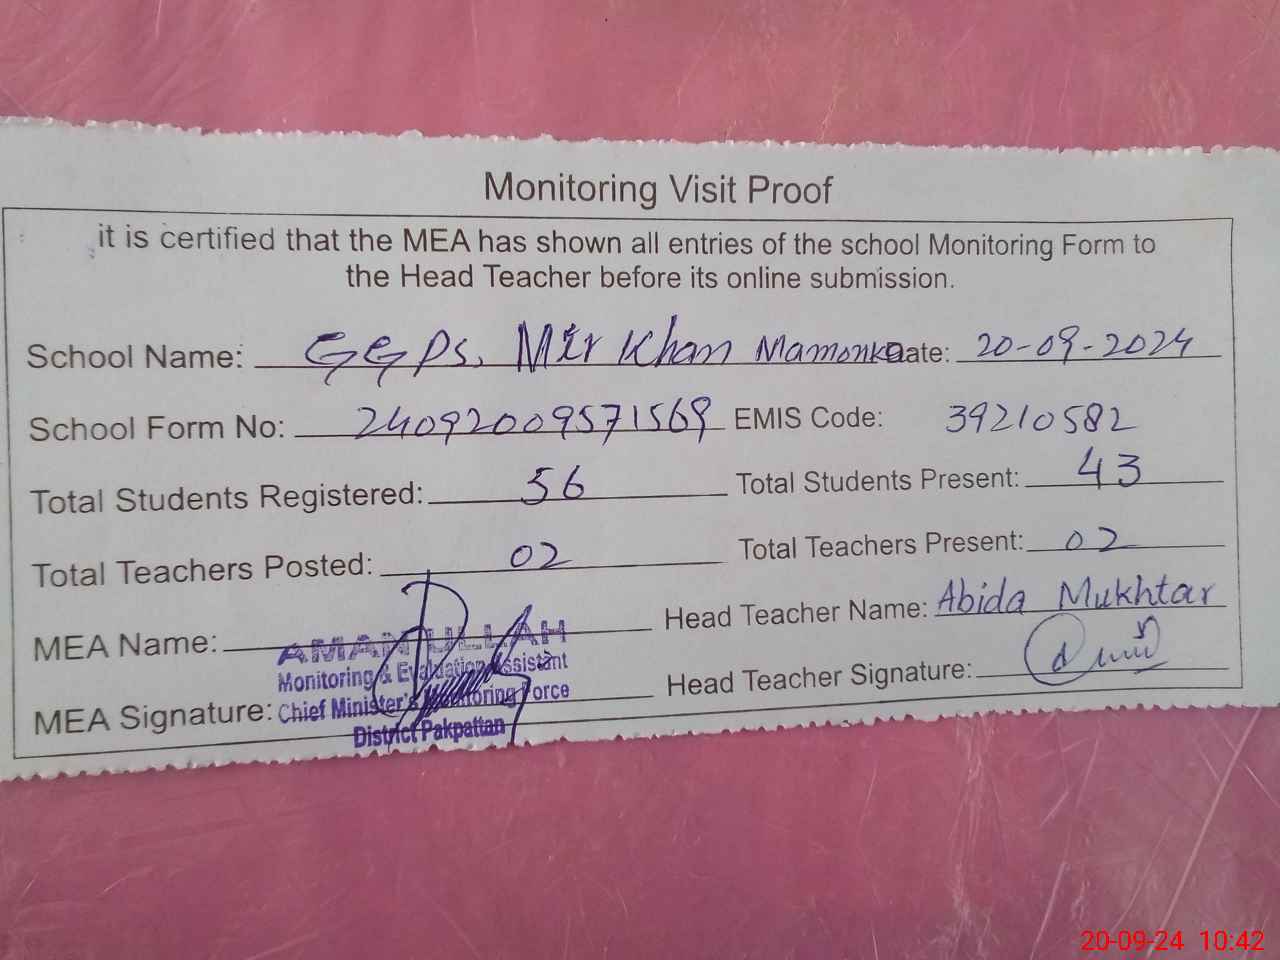 Monitoring Visit Proof
it is certified that the MEA has shown all entries of the school Monitoring Form to
the Head Teacher before its online submission.
School Name: GGPS. Mir Khan Mamonka Date: 20-09-2024
School Form No: 24092009571569 EMIS Code: 39210582
Total Students Registered: 56 Total Students Present: 43
Total Teachers Posted: 02 Total Teachers Present: 02
MEA Name: AMAN ULLAH Head Teacher Name: Abida Mukhtar
Monitoring & Evaluation Assistant
MEA Signature: Chief Minister's Monitoring Force Head Teacher Signature:
District Pakpattan
20-09-24 10:42